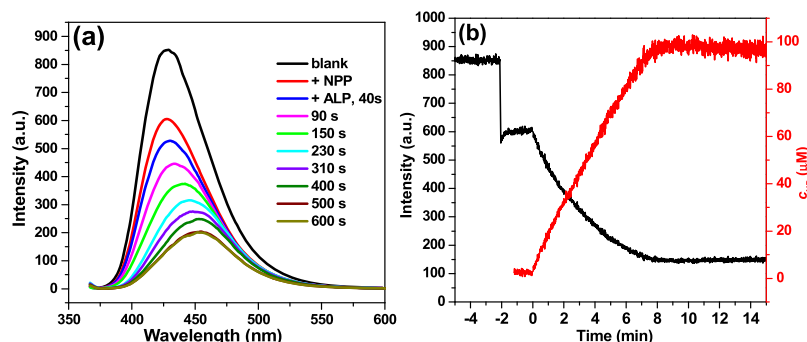 (a)
Intensity (a.u.)
900
800
700
600
500
400
300
200
100
0
350
400
450
500
550
600
Wavelength (nm)
blank
+ NPP
+ ALP, 40s
90 s
150 s
230 s
310 s
400 s
500 s
600 s
(b)
Intensity (a.u.)
1000
900
800
700
600
500
400
300
200
100
0
-4
-2
0
2
4
6
8
10
12
14
Time (min)
100
80
60
40
20
0
(μM)